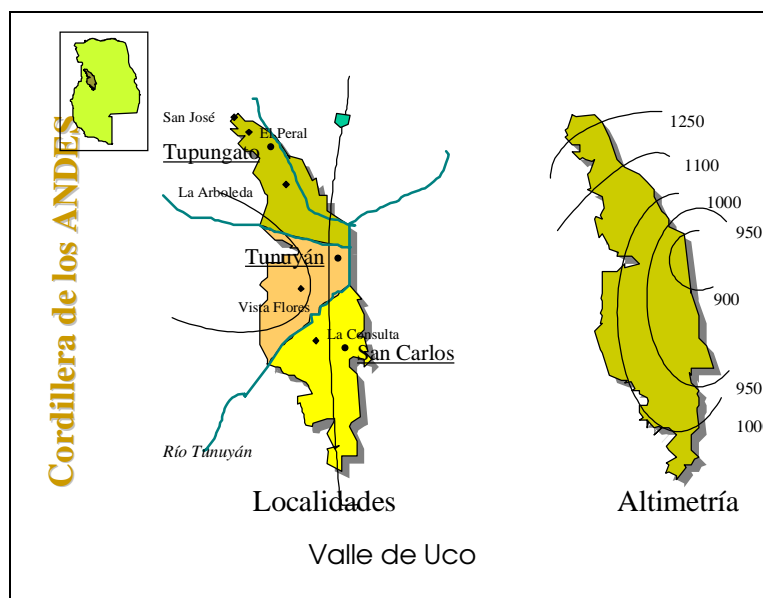 Cordillera de los ANDES
San José
El Peral
Tupungato
La Arboleda
Tunuyán
Vista Flores
La Consulta
San Carlos
Río Tunuyán
Localidades
1250
1100
1000
950
900
950
1000
Altimetría
Valle de Uco